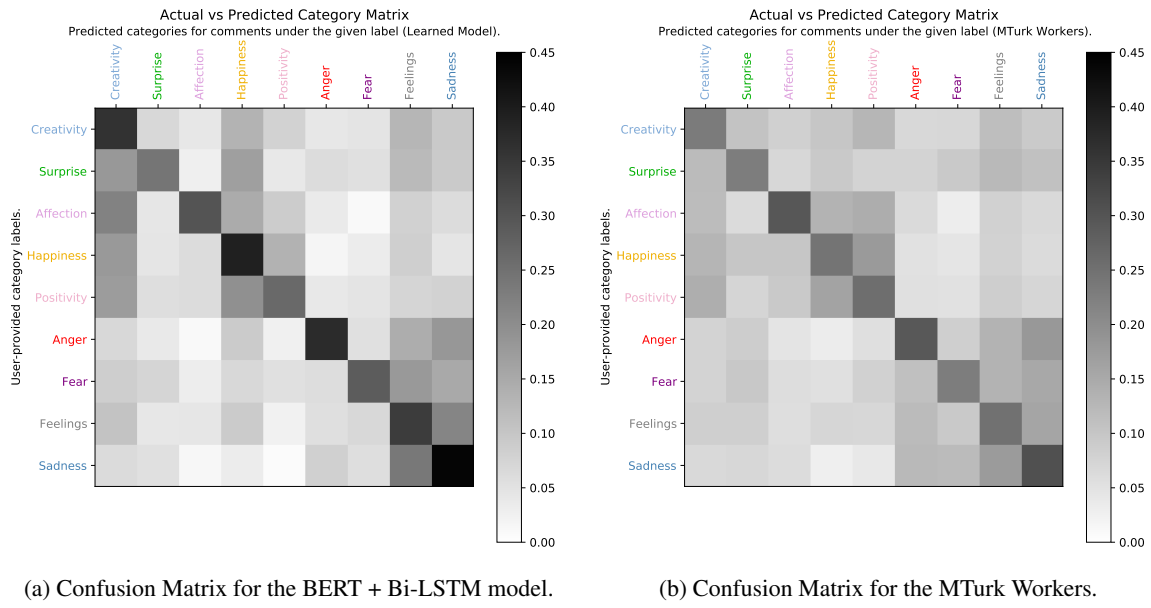 Actual vs Predicted Category Matrix
Predicted categories for comments under the given label (Learned Model).
Creativity
Surprise
Affection
Happiness
Positivity
Anger
Fear
Feelings
Sadness
User-provided category labels.
Creativity
Surprise
Affection
Happiness
Positivity
Anger
Fear
Feelings
Sadness
0.45
0.40
0.35
0.30
0.25
0.20
0.15
0.10
0.05
0.00
(a) Confusion Matrix for the BERT + Bi-LSTM model.
Actual vs Predicted Category Matrix
Predicted categories for comments under the given label (MTurk Workers).
Creativity
Surprise
Affection
Happiness
Positivity
Anger
Fear
Feelings
Sadness
User-provided category labels.
Creativity
Surprise
Affection
Happiness
Positivity
Anger
Fear
Feelings
Sadness
0.45
0.40
0.35
0.30
0.25
0.20
0.15
0.10
0.05
0.00
(b) Confusion Matrix for the MTurk Workers.